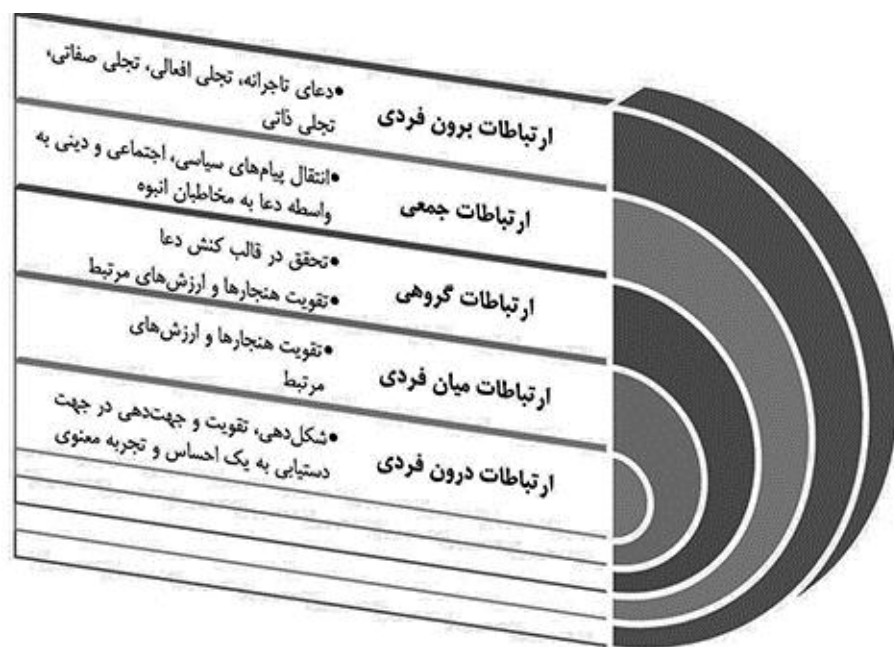 ارتباطات برون فردی
•دعای تاجرانه، تجلی افعالی، تجلی صفاتی،
تجلی ذاتی
ارتباطات جمعی
•انتقال پیام‌های سیاسی، اجتماعی و دینی به
واسطه دعا به مخاطبان انبوه
ارتباطات گروهی
•تحقق در قالب کنش دعا
•تقویت هنجارها و ارزش‌های مرتبط
ارتباطات میان فردی
•تقویت هنجارها و ارزش‌های
مرتبط
ارتباطات درون فردی
•شکل‌دهی، تقویت و جهت‌دهی در جهت
دستیابی به یک احساس و تجربه معنوی